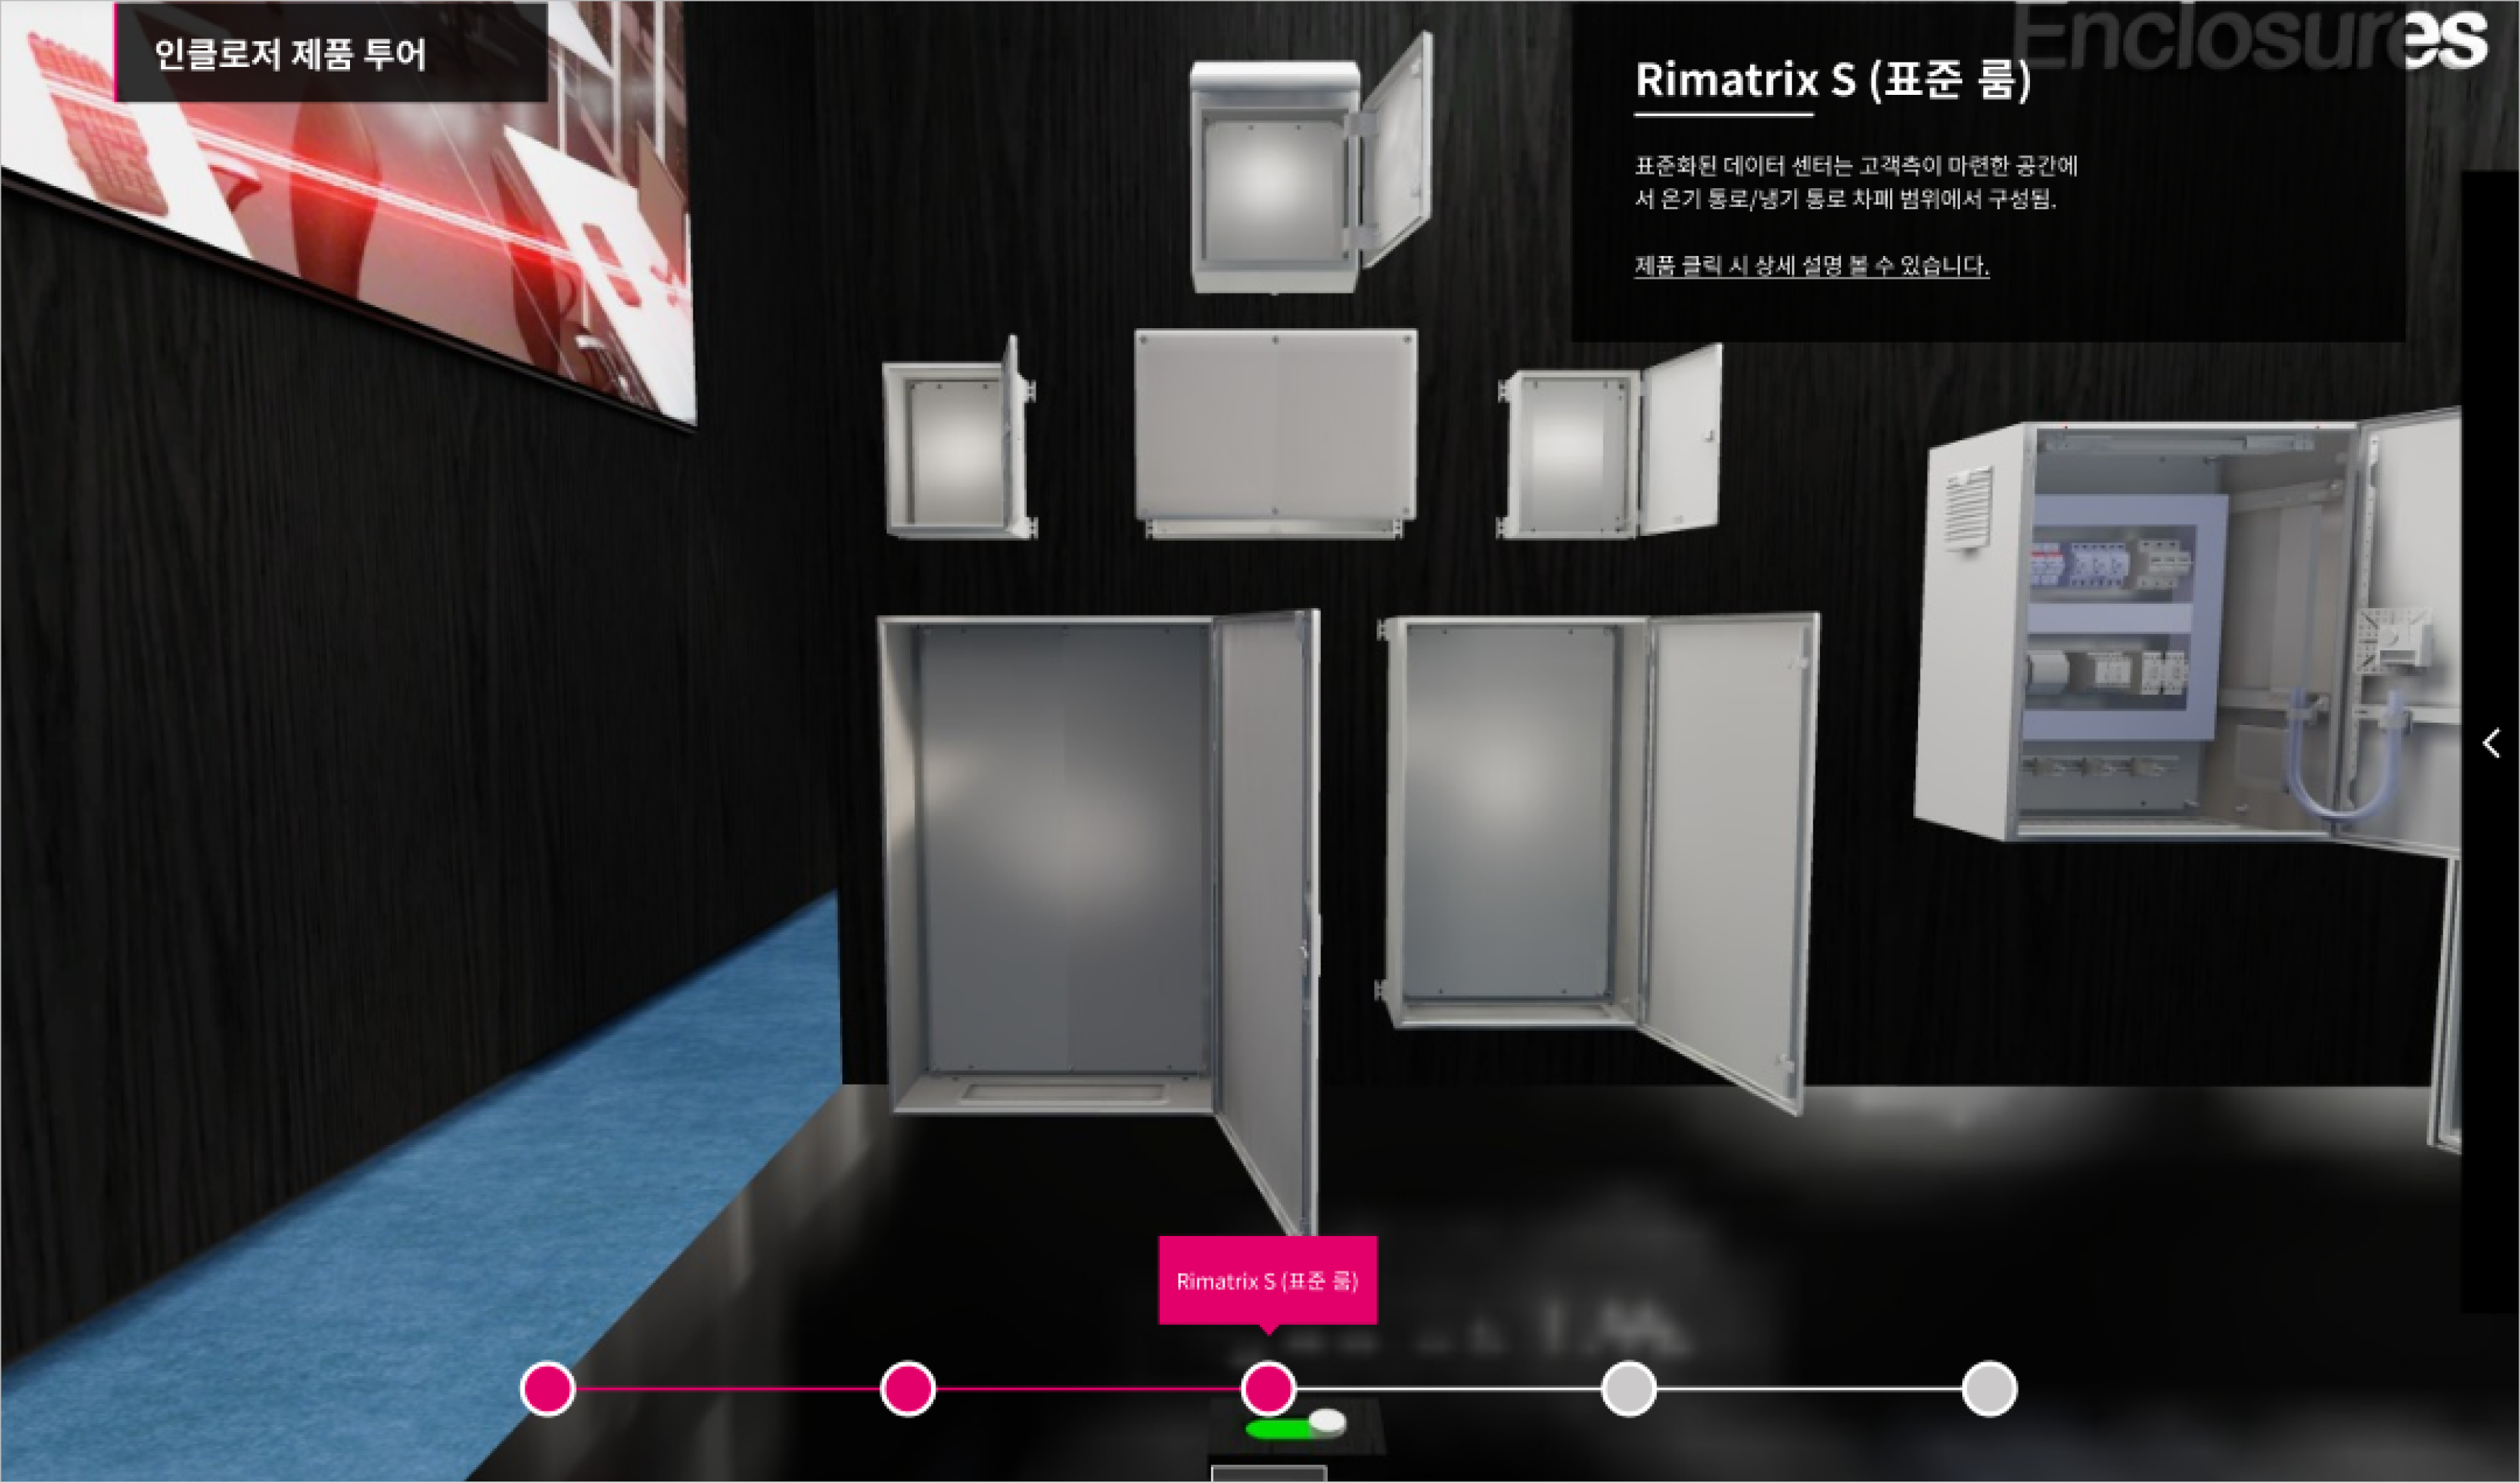 인클로저 제품 투어
Enclosures
Rimatrix S (표준 룸)
표준화된 데이터 센터는 고객측이 마련한 공간에
서 온기 통로/냉기 통로 차폐 범위에서 구성됨.
제품 클릭 시 상세 설명 볼 수 있습니다.
Rimatrix S (표준 룸)